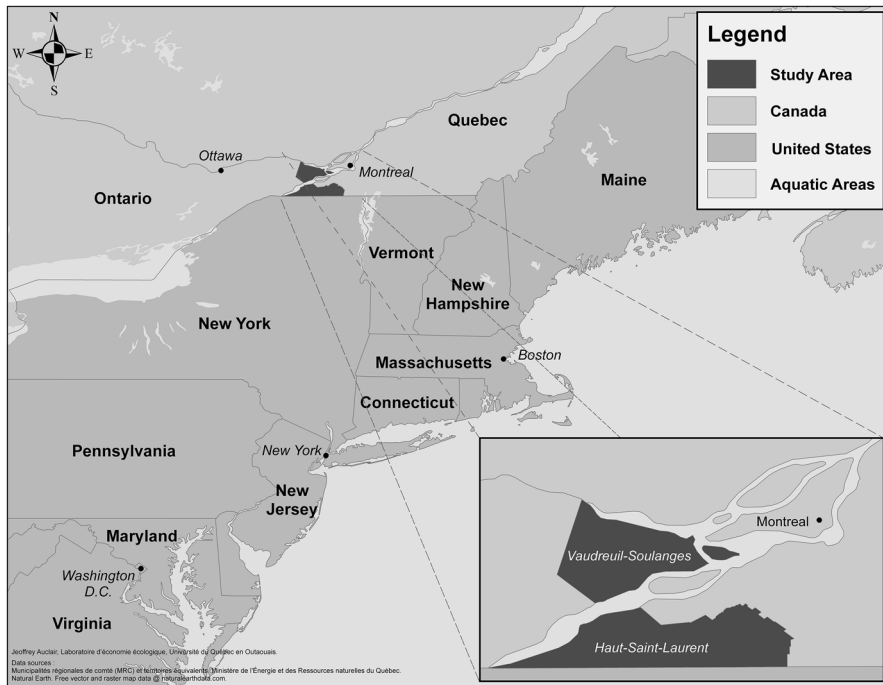 N
W E
S
Legend
Study Area
Canada
United States
Aquatic Areas
Quebec
Ottawa
Montreal
Maine
Ontario
Vermont
New
Hampshire
New York
Massachusetts
Boston
Connecticut
Pennsylvania
New York
New
Jersey
Maryland
Washington
D.C.
Virginia
Montreal
Vaudreuil-Soulanges
Haut-Saint-Laurent
Jeoffrey Auclair, Laboratoire d'économie écologique, Université du Québec en Outaouais.
Data sources :
Municipalités régionales de comté (MRC) et territoires équivalents, Ministère de l'Énergie et des Ressources naturelles du Québec.
Natural Earth. Free vector and raster map data @ naturalearthdata.com.